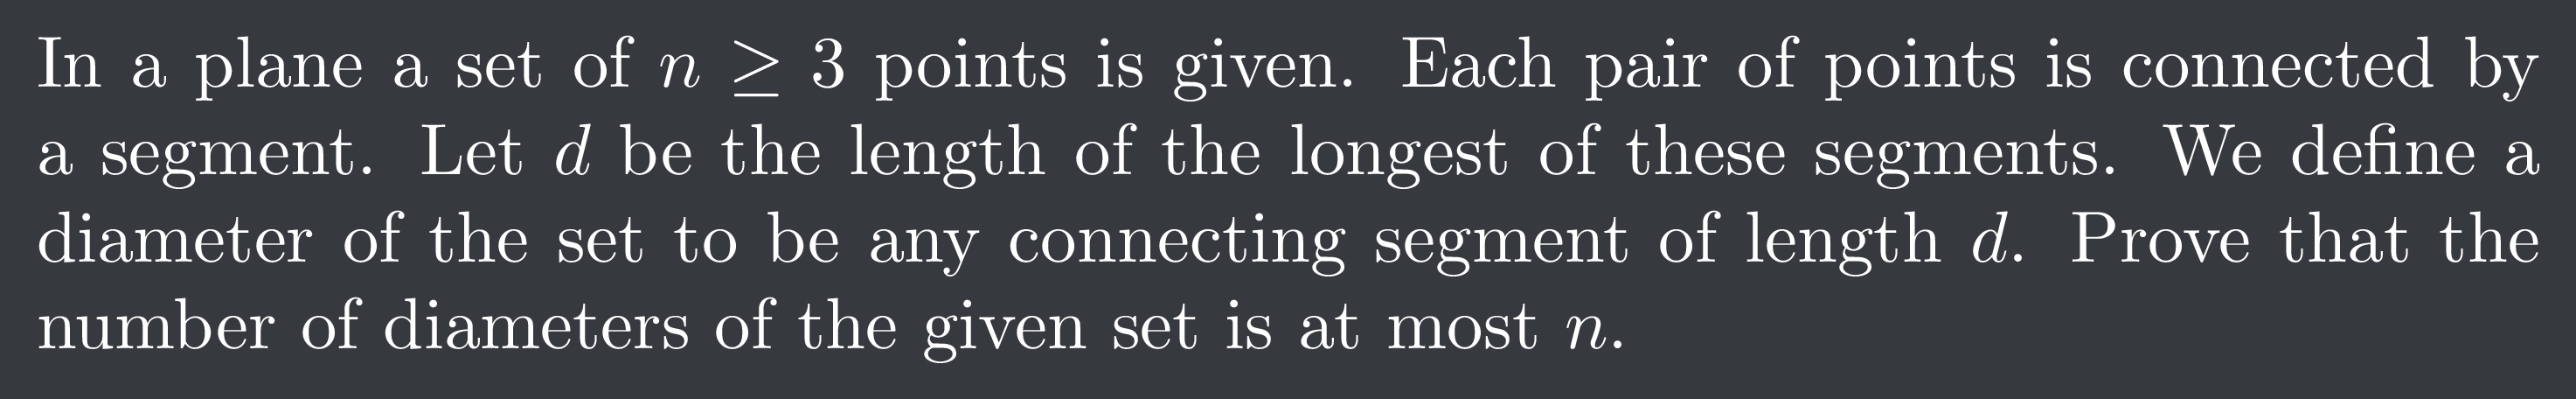 In a plane a set of n ≥ 3 points is given. Each pair of points is connected by
a segment. Let d be the length of the longest of these segments. We define a
diameter of the set to be any connecting segment of length d. Prove that the
number of diameters of the given set is at most n.